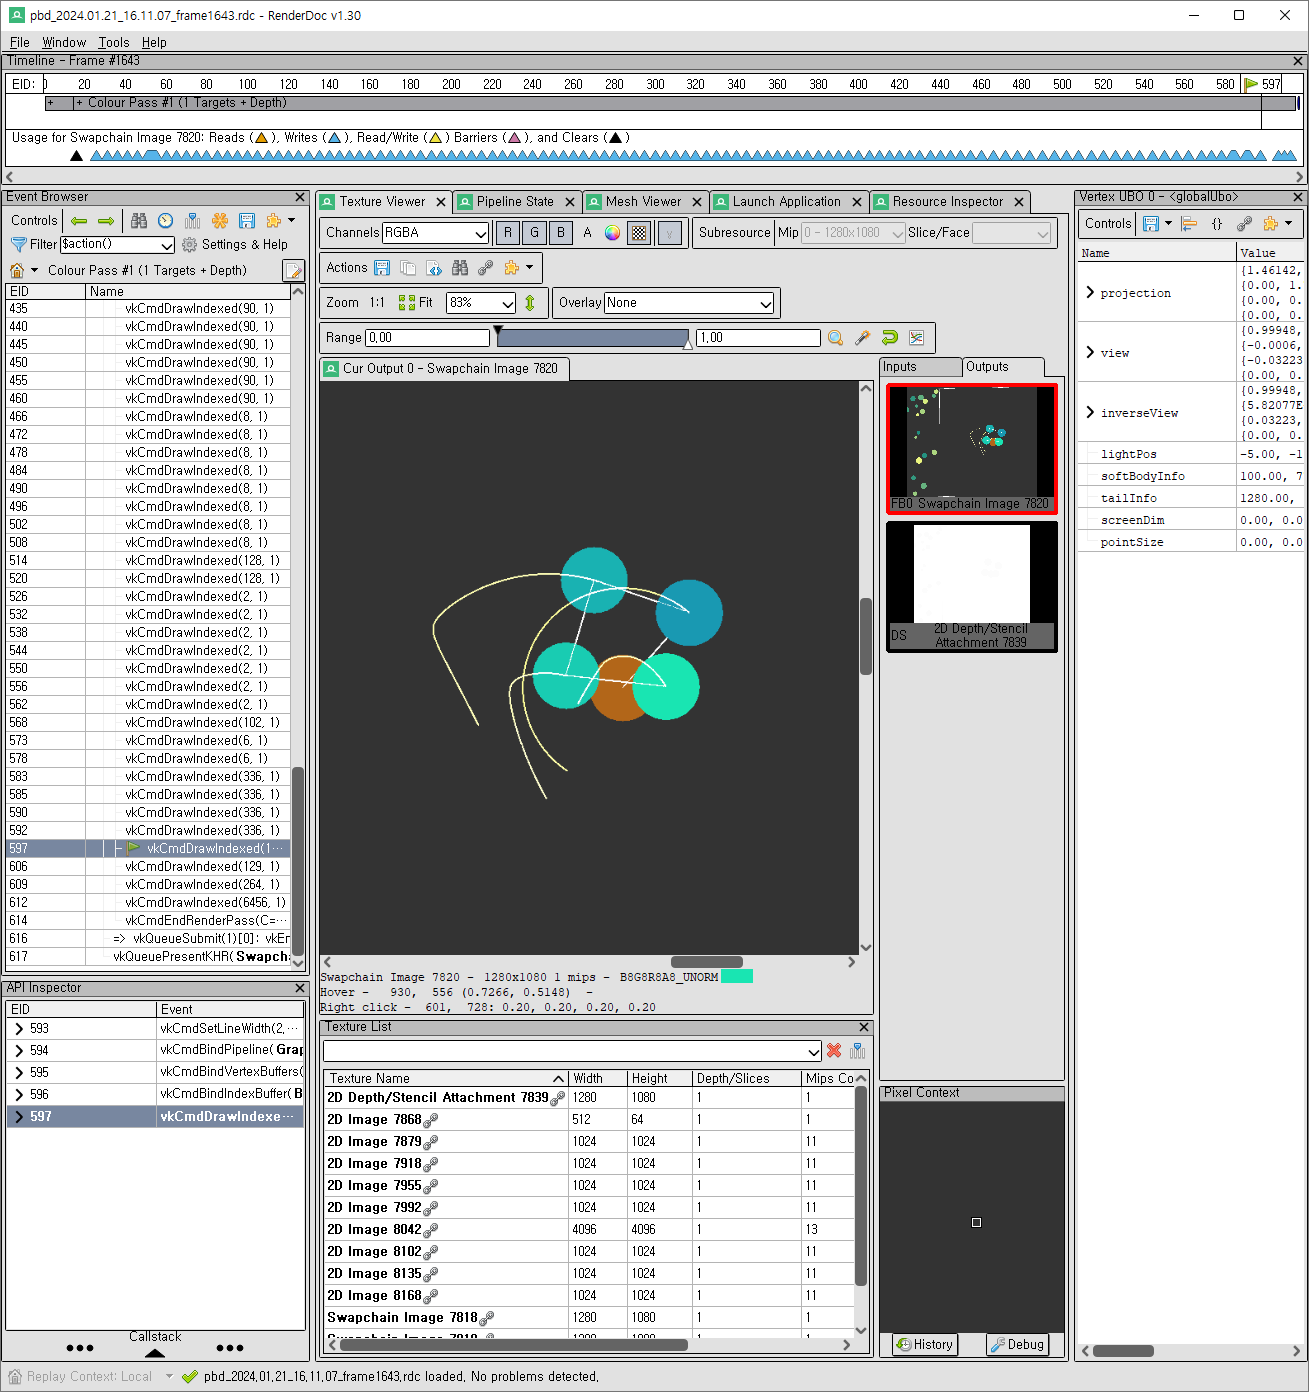 pbd_2024.01.21_16.11.07_frame1643.rdc - RenderDoc v1.30
File Window Tools Help
Timeline - Frame #1643
EID: 0 20 40 60 80 100 120 140 160 180 200 220 240 260 280 300 320 340 360 380 400 420 440 460 480 500 520 540 560 580 597
+ + Colour Pass #1 (1 Targets + Depth)
Usage for Swapchain Image 7820: Reads ( ), Writes ( ), Read/Write ( ) Barriers ( ), and Clears ( )
Event Browser
Controls
Filter $action() Settings & Help
Colour Pass #1 (1 Targets + Depth)
EID Name
435 vkCmdDrawIndexed(90, 1)
440 vkCmdDrawIndexed(90, 1)
445 vkCmdDrawIndexed(90, 1)
450 vkCmdDrawIndexed(90, 1)
455 vkCmdDrawIndexed(90, 1)
460 vkCmdDrawIndexed(90, 1)
466 vkCmdDrawIndexed(8, 1)
472 vkCmdDrawIndexed(8, 1)
478 vkCmdDrawIndexed(8, 1)
484 vkCmdDrawIndexed(8, 1)
490 vkCmdDrawIndexed(8, 1)
496 vkCmdDrawIndexed(8, 1)
502 vkCmdDrawIndexed(8, 1)
508 vkCmdDrawIndexed(8, 1)
514 vkCmdDrawIndexed(128, 1)
520 vkCmdDrawIndexed(128, 1)
526 vkCmdDrawIndexed(2, 1)
532 vkCmdDrawIndexed(2, 1)
538 vkCmdDrawIndexed(2, 1)
544 vkCmdDrawIndexed(2, 1)
550 vkCmdDrawIndexed(2, 1)
556 vkCmdDrawIndexed(2, 1)
562 vkCmdDrawIndexed(2, 1)
568 vkCmdDrawIndexed(102, 1)
573 vkCmdDrawIndexed(6, 1)
578 vkCmdDrawIndexed(6, 1)
583 vkCmdDrawIndexed(336, 1)
585 vkCmdDrawIndexed(336, 1)
590 vkCmdDrawIndexed(336, 1)
592 vkCmdDrawIndexed(336, 1)
597 vkCmdDrawIndexed(1···
606 vkCmdDrawIndexed(129, 1)
609 vkCmdDrawIndexed(264, 1)
612 vkCmdDrawIndexed(6456, 1)
614 vkCmdEndRenderPass(C=···
616 => vkQueueSubmit(1)[0]: vkEr
617 vkQueuePresentKHR( Swapcha
API Inspector
EID Event
593 vkCmdSetLineWidth(2,···
594 vkCmdBindPipeline( Grap
595 vkCmdBindVertexBuffers(
596 vkCmdBindIndexBuffer( B
597 vkCmdDrawIndexe···
Callstack
Texture Viewer Pipeline State Mesh Viewer Launch Application Resource Inspector
Channels RGBA R G B A γ Subresource Mip 0 - 1280x1080 Slice/Face
Actions
Zoom 1:1 Fit 83% Overlay None
Range 0,00 1,00
Cur Output 0 - Swapchain Image 7820
Swapchain Image 7820 - 1280x1080 1 mips - B8G8R8A8_UNORM
Hover - 930, 556 (0.7266, 0.5148) -
Right click - 601, 728: 0.20, 0.20, 0.20, 0.20
Inputs Outputs
FB0 Swapchain Image 7820
DS 2D Depth/Stencil Attachment 7839
Texture List
Texture Name Width Height Depth/Slices Mips Co
2D Depth/Stencil Attachment 7839 1280 1080 1 1
2D Image 7868 512 64 1 1
2D Image 7879 1024 1024 1 11
2D Image 7918 1024 1024 1 11
2D Image 7955 1024 1024 1 11
2D Image 7992 1024 1024 1 11
2D Image 8042 4096 4096 1 13
2D Image 8102 1024 1024 1 11
2D Image 8135 1024 1024 1 11
2D Image 8168 1024 1024 1 11
Swapchain Image 7818 1280 1080 1 1
Pixel Context
History Debug
Vertex UBO 0 - <globalUbo>
Controls {}
Name Value
projection {1.46142,
{0.00, 1.
{0.00, 0.
{0.00, 0.
view {0.99948,
{-0.0006,
{-0.03223
{0.00, 0.
inverseView {0.99948,
{5.82077E
{0.03223,
{0.00, 0.
lightPos -5.00, -1
softBodyInfo 100.00, 7
tailInfo 1280.00,
screenDim 0.00, 0.0
pointSize 0.00, 0.0
Replay Context: Local pbd_2024.01.21_16.11.07_frame1643.rdc loaded. No problems detected.